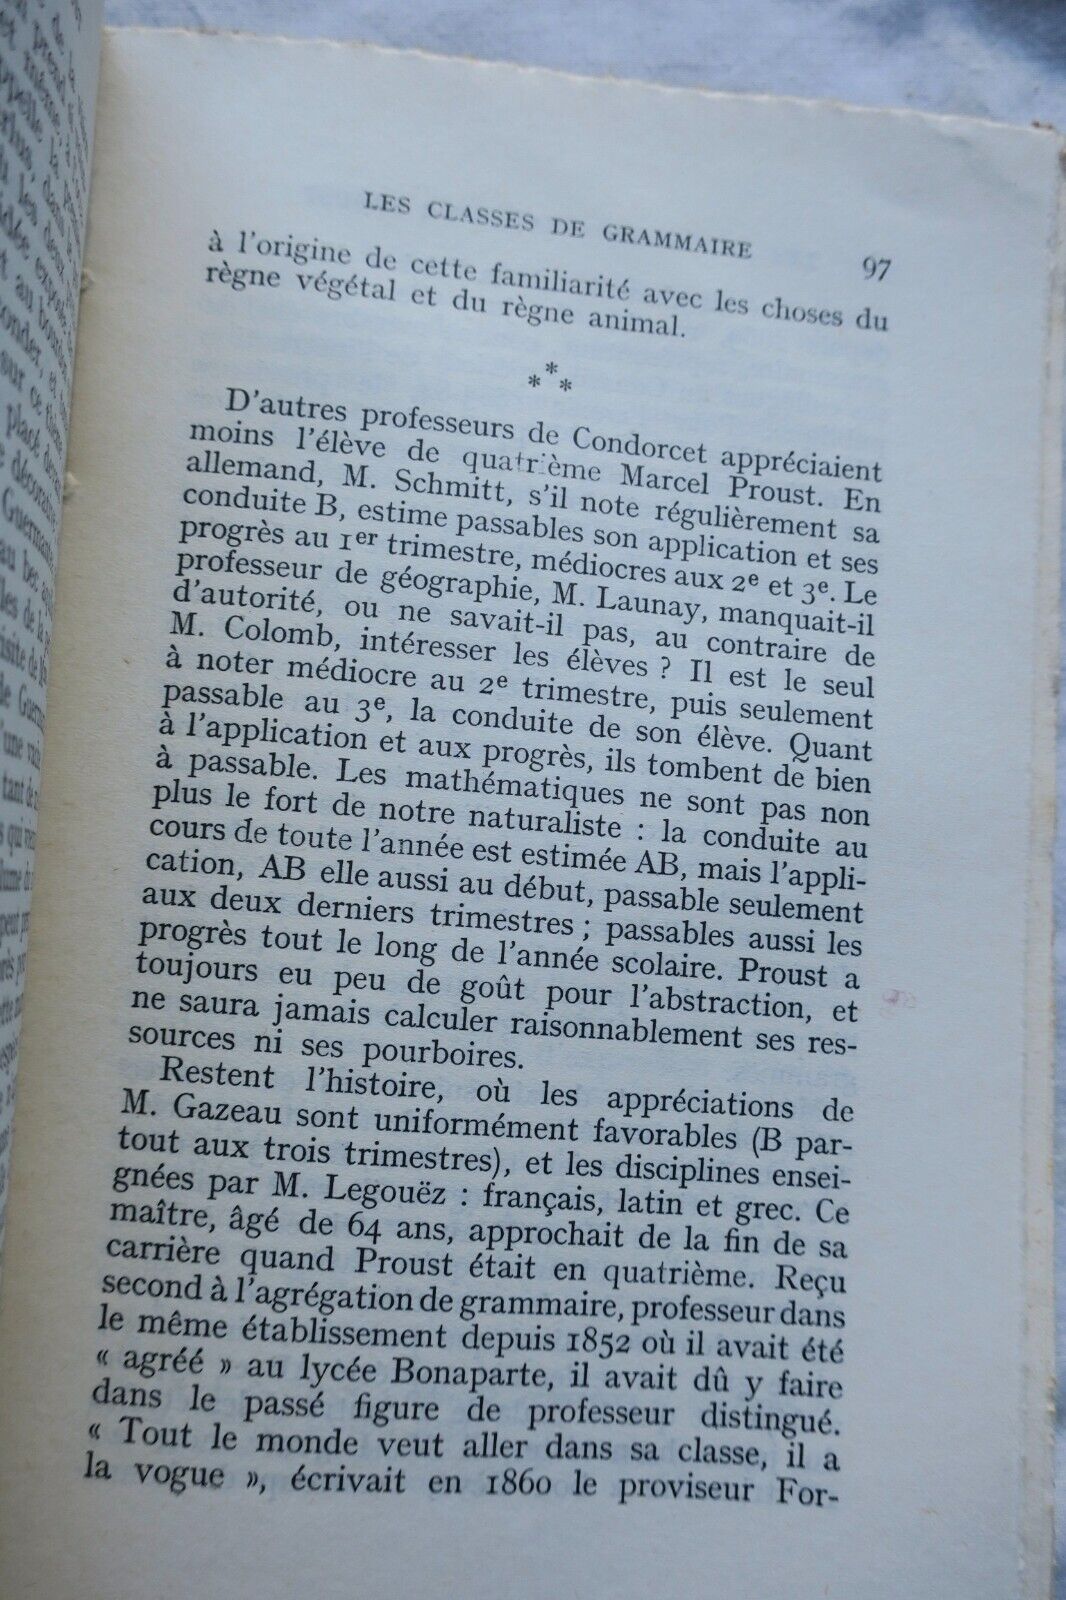 LES CLASSES DE GRAMMAIRE 97
à l'origine de cette familiarité avec les choses du
règne végétal et du règne animal.
* * *
D'autres professeurs de Condorcet appréciaient
moins l'élève de quatrième Marcel Proust. En
allemand, M. Schmitt, s'il note régulièrement sa
conduite B, estime passables son application et ses
progrès au 1er trimestre, médiocres aux 2e et 3e. Le
professeur de géographie, M. Launay, manquait-il
d'autorité, ou ne savait-il pas, au contraire de
M. Colomb, intéresser les élèves ? Il est le seul
à noter médiocre au 2e trimestre, puis seulement
passable au 3e, la conduite de son élève. Quant
à l'application et aux progrès, ils tombent de bien
à passable. Les mathématiques ne sont pas non
plus le fort de notre naturaliste : la conduite au
cours de toute l'année est estimée AB, mais l'appli-
cation, AB elle aussi au début, passable seulement
aux deux derniers trimestres ; passables aussi les
progrès tout le long de l'année scolaire. Proust a
toujours eu peu de goût pour l'abstraction, et
ne saura jamais calculer raisonnablement ses res-
sources ni ses pourboires.
Restent l'histoire, où les appréciations de
M. Gazeau sont uniformément favorables (B par-
tout aux trois trimestres), et les disciplines ensei-
gnées par M. Legouëz : français, latin et grec. Ce
maître, âgé de 64 ans, approchait de la fin de sa
carrière quand Proust était en quatrième. Reçu
second à l'agrégation de grammaire, professeur dans
le même établissement depuis 1852 où il avait été
« agréé » au lycée Bonaparte, il avait dû y faire
dans le passé figure de professeur distingué.
« Tout le monde veut aller dans sa classe, il a
la vogue », écrivait en 1860 le proviseur For-